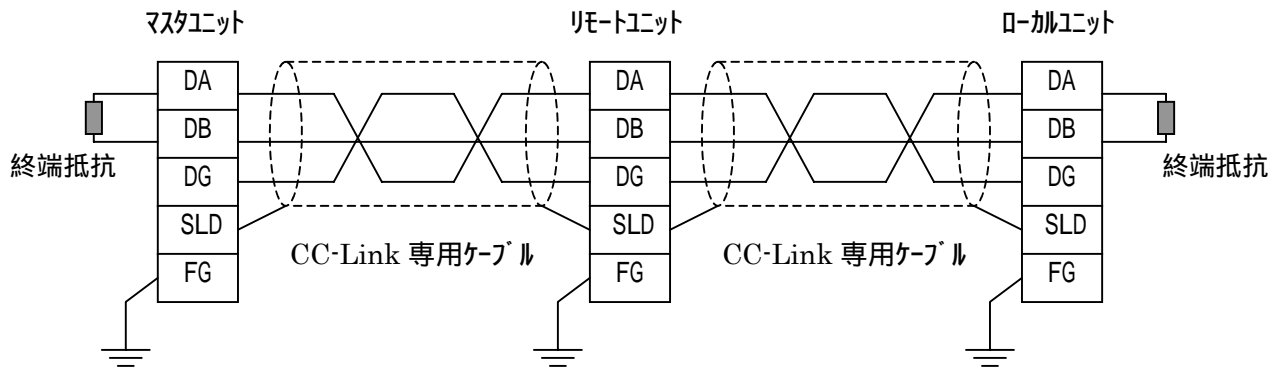 ﾏｽﾀﾕﾆｯﾄ
ﾘﾓｰﾄﾕﾆｯﾄ
ﾛｰｶﾙﾕﾆｯﾄ
DA
DB
DG
SLD
FG
DA
DB
DG
SLD
FG
DA
DB
DG
SLD
FG
終端抵抗
終端抵抗
CC-Link 専用ｹｰﾌﾞﾙ
CC-Link 専用ｹｰﾌﾞﾙ